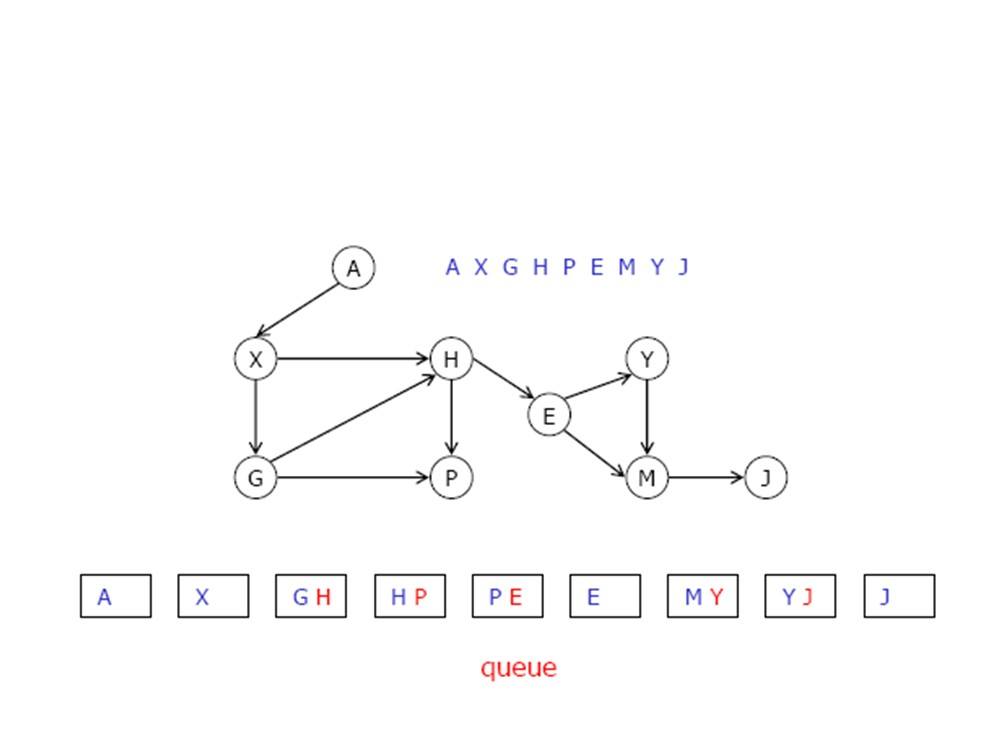 A
A X G H P E M Y J
X H Y
E
G P M J
A X G H H P P E E M Y Y J J
queue